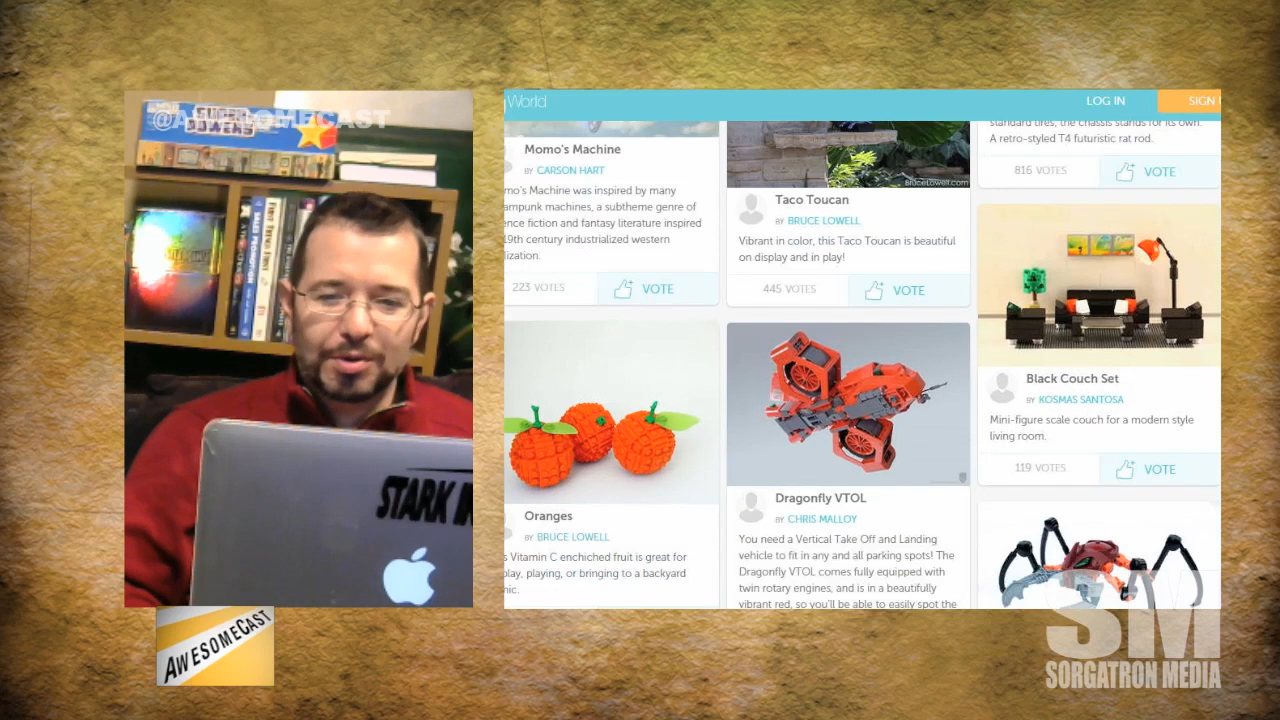 @AWESOMECAST
SALES PROMOTION
STARK
AWESOMECAST
World
LOG IN
SIGN
Momo's Machine
BY CARSON HART
mo's Machine was inspired by many
ampunk machines, a subtheme genre of
ence fiction and fantasy literature inspired
19th century industrialized western
lization.
223 VOTES
VOTE
Oranges
BY BRUCE LOWELL
s Vitamin C enchiched fruit is great for
play, playing, or bringing to a backyard
nic.
BruceLowell.com
Taco Toucan
BY BRUCE LOWELL
Vibrant in color, this Taco Toucan is beautiful
on display and in play!
445 VOTES
VOTE
Dragonfly VTOL
BY CHRIS MALLOY
You need a Vertical Take Off and Landing
vehicle to fit in any and all parking spots! The
Dragonfly VTOL comes fully equipped with
twin rotary engines, and is in a beautifully
vibrant red, so you'll be able to easily spot the
standard tires, the chassis stands for its own.
A retro-styled T4 futuristic rat rod.
816 VOTES
VOTE
Black Couch Set
BY KOSMAS SANTOSA
Mini-figure scale couch for a modern style
living room.
119 VOTES
VOTE
SM
SORGATRON MEDIA